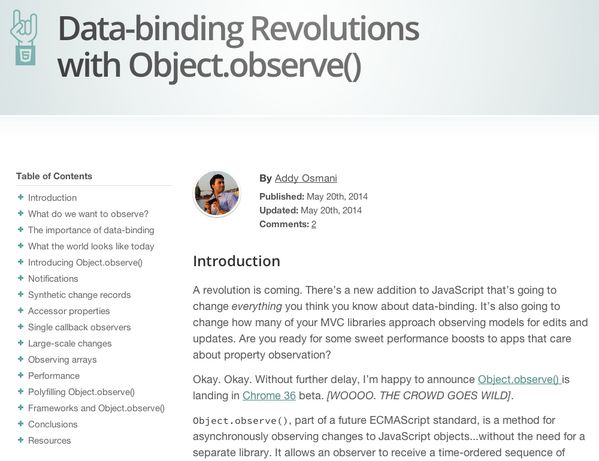 Data-binding Revolutions
with Object.observe()
5
Table of Contents
Introduction
What do we want to observe?
The importance of data-binding
What the world looks like today
Introducing Object.observe()
Notifications
Synthetic change records
Accessor properties
Single callback observers
Large-scale changes
Observing arrays
Performance
Polyfilling Object.observe()
Frameworks and Object.observe()
Conclusions
Resources
By Addy Osmani
Published: May 20th, 2014
Updated: May 20th, 2014
Comments: 2
Introduction
A revolution is coming. There's a new addition to JavaScript that's going to
change everything you think you know about data-binding. It's also going to
change how many of your MVC libraries approach observing models for edits and
updates. Are you ready for some sweet performance boosts to apps that care
about property observation?
Okay. Okay. Without further delay, I'm happy to announce Object.observe() is
landing in Chrome 36 beta. [WOOOO. THE CROWD GOES WILD].
Object.observe(), part of a future ECMAScript standard, is a method for
asynchronously observing changes to JavaScript objects...without the need for a
separate library. It allows an observer to receive a time-ordered sequence of